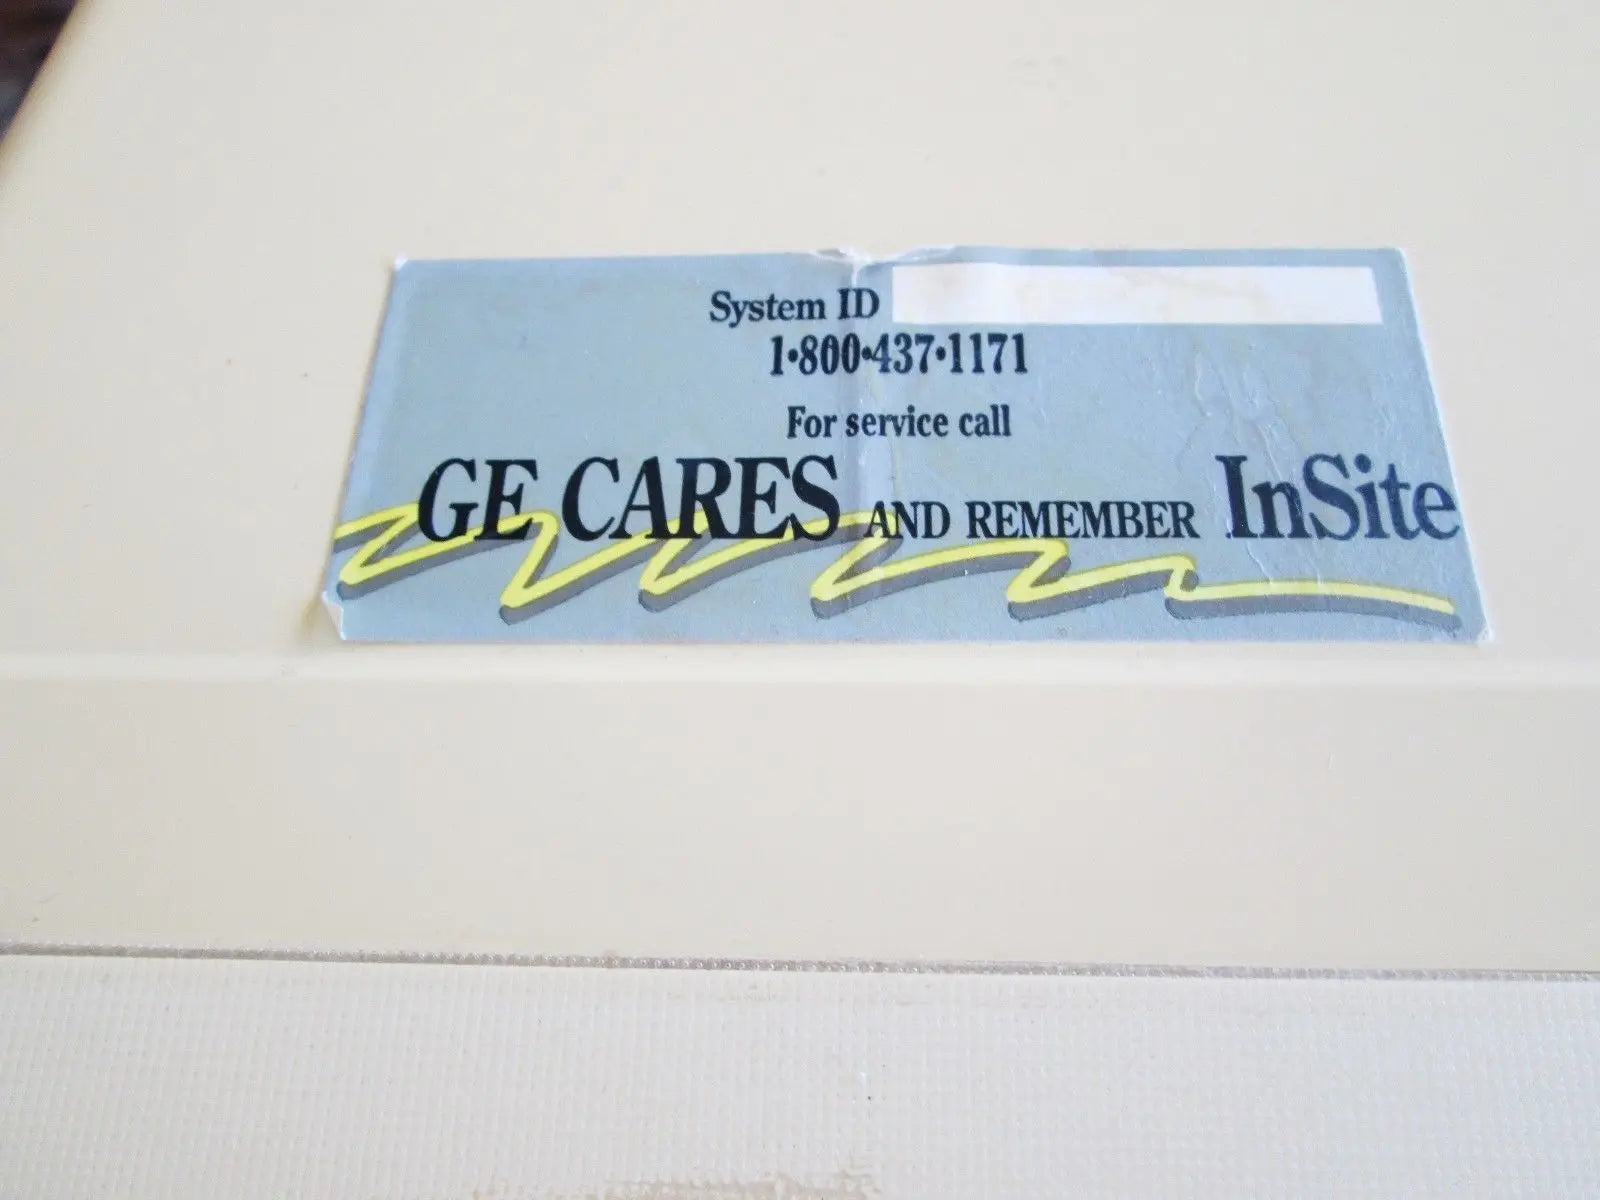 System ID
1•800•437•1171
For service call
GE CARES AND REMEMBER InSite